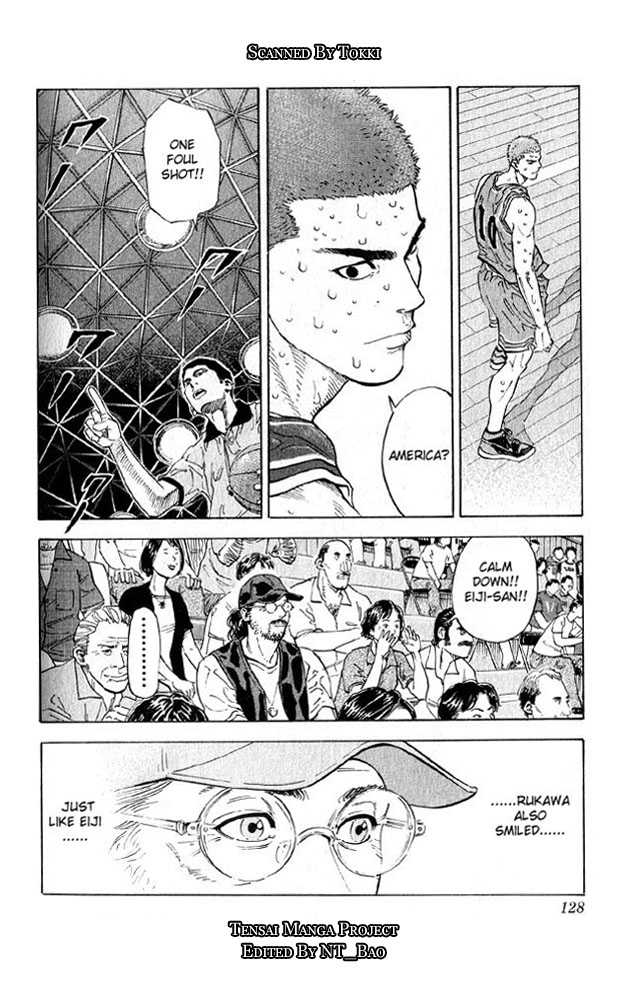 Scanned By Tokki
10
AMERICA?
ONE
FOUL
SHOT!!
CALM
DOWN!!
EIJI-SAN!!
.........
......RUKAWA
ALSO
SMILED......
JUST
LIKE EIJI
......
128
Tensai Manga Project
Edited By NT_Bao